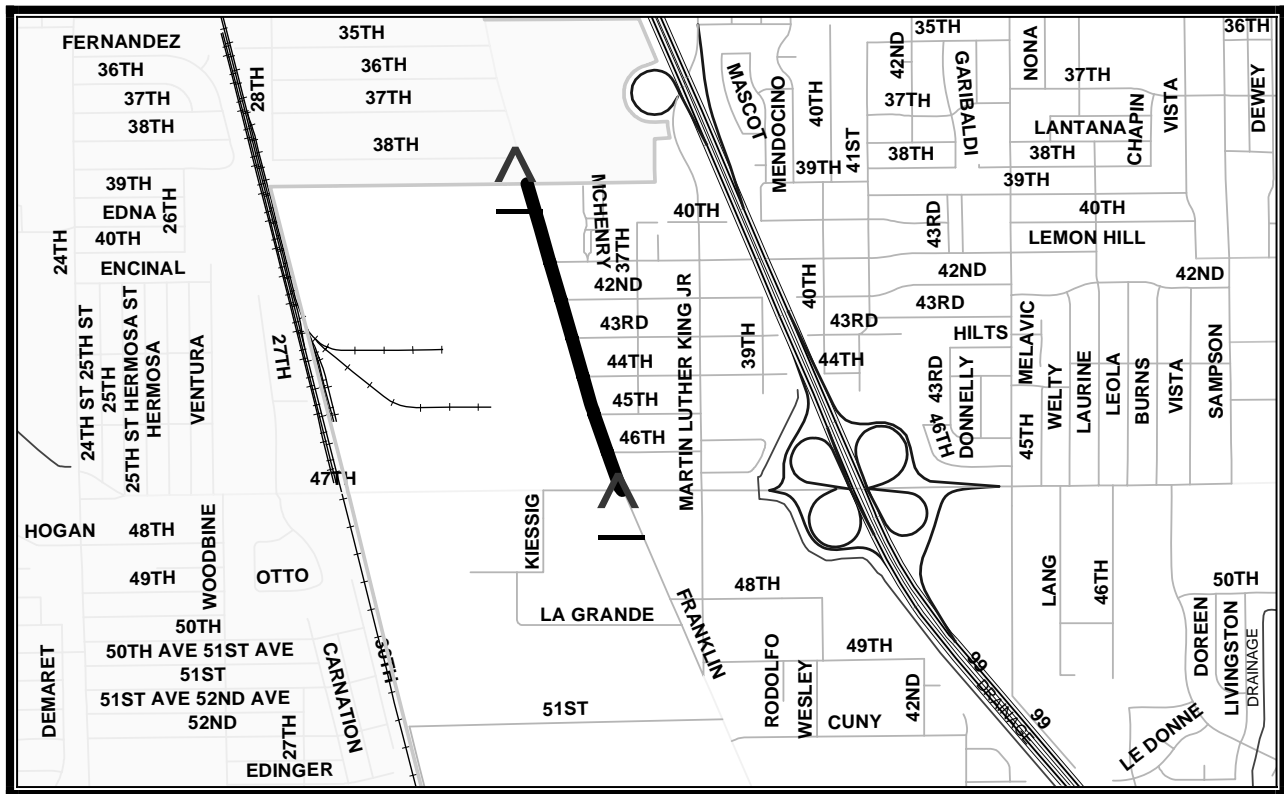 FERNANDEZ
35TH
36TH
36TH
37TH
37TH
38TH
38TH
28TH
39TH
EDNA
26TH
40TH
24TH
ENCINAL
24TH ST 25TH ST
25TH
25TH ST HERMOSA ST
HERMOSA
VENTURA
27TH
47TH
HOGAN
48TH
WOODBINE
49TH
OTTO
50TH
50TH AVE 51ST AVE
51ST
51ST AVE 52ND AVE
52ND
27TH
EDINGER
DEMARET
CARNATION
KIESSIG
LA GRANDE
51ST
FRANKLIN
MCHENRY
37TH
40TH
42ND
43RD
44TH
45TH
46TH
MARTIN LUTHER KING JR
39TH
MASCOT
MENDOCINO
40TH
39TH
41ST
42ND
35TH
37TH
38TH
GARIBALDI
NONA
37TH
LANTANA
38TH
CHAPIN
VISTA
36TH
DEWEY
39TH
40TH
43RD
LEMON HILL
42ND
42ND
43RD
40TH
43RD
44TH
HILTS
43RD
49TH
DONNELLY
MELAVIC
45TH
WELTY
LAURINE
LEOLA
BURNS
VISTA
SAMPSON
48TH
49TH
RODOLFO
WESLEY
CUNY
42ND
99
DRAINAGE
99
LANG
46TH
50TH
DOREEN
LIVINGSTON
DRAINAGE
LE DONNE